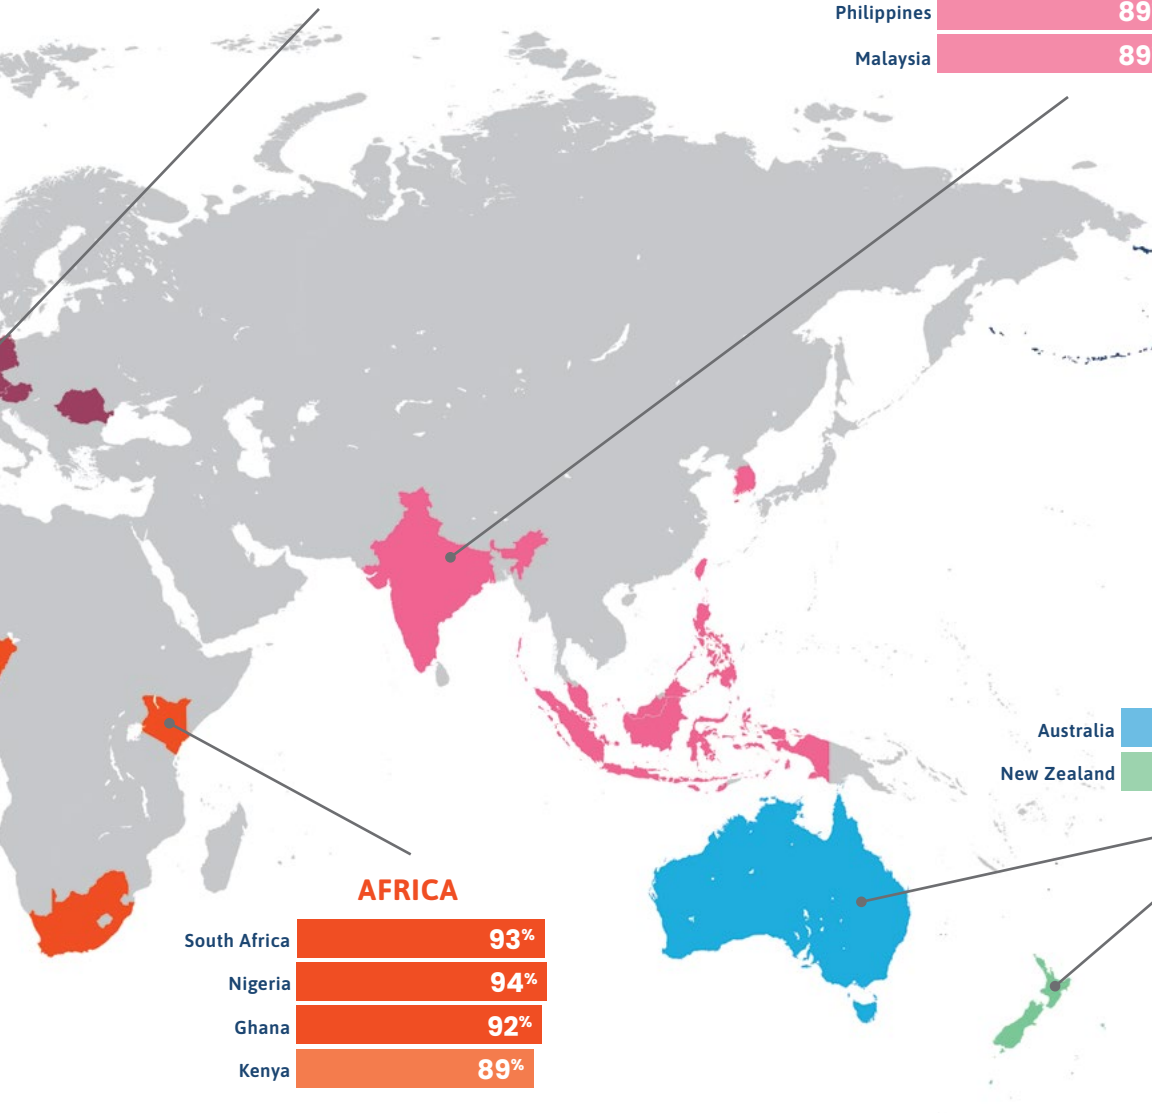 Philippines 89
Malaysia 89
Australia
New Zealand
AFRICA
South Africa 93%
Nigeria 94%
Ghana 92%
Kenya 89%